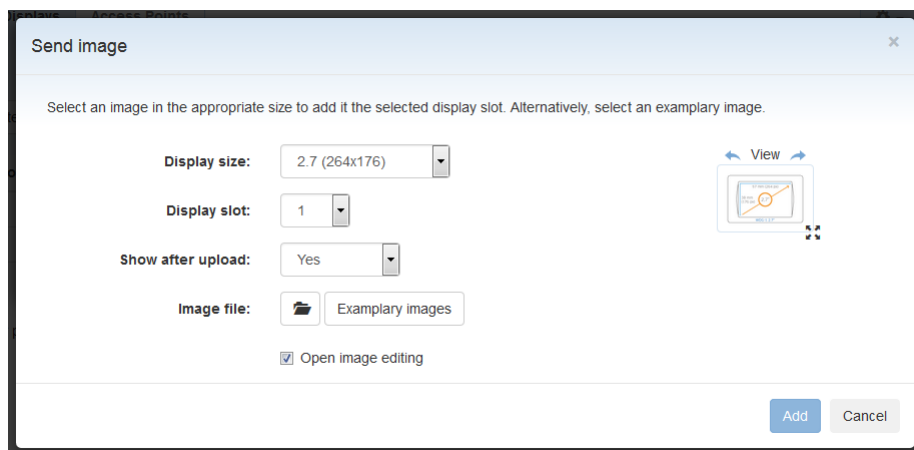 Displays Access Points
Send image
×
Select an image in the appropriate size to add it the selected display slot. Alternatively, select an examplary image.
Display size: 2.7 (264x176)
View
2.7"
Display slot: 1
Show after upload: Yes
Image file: Examplary images
Open image editing
Add Cancel